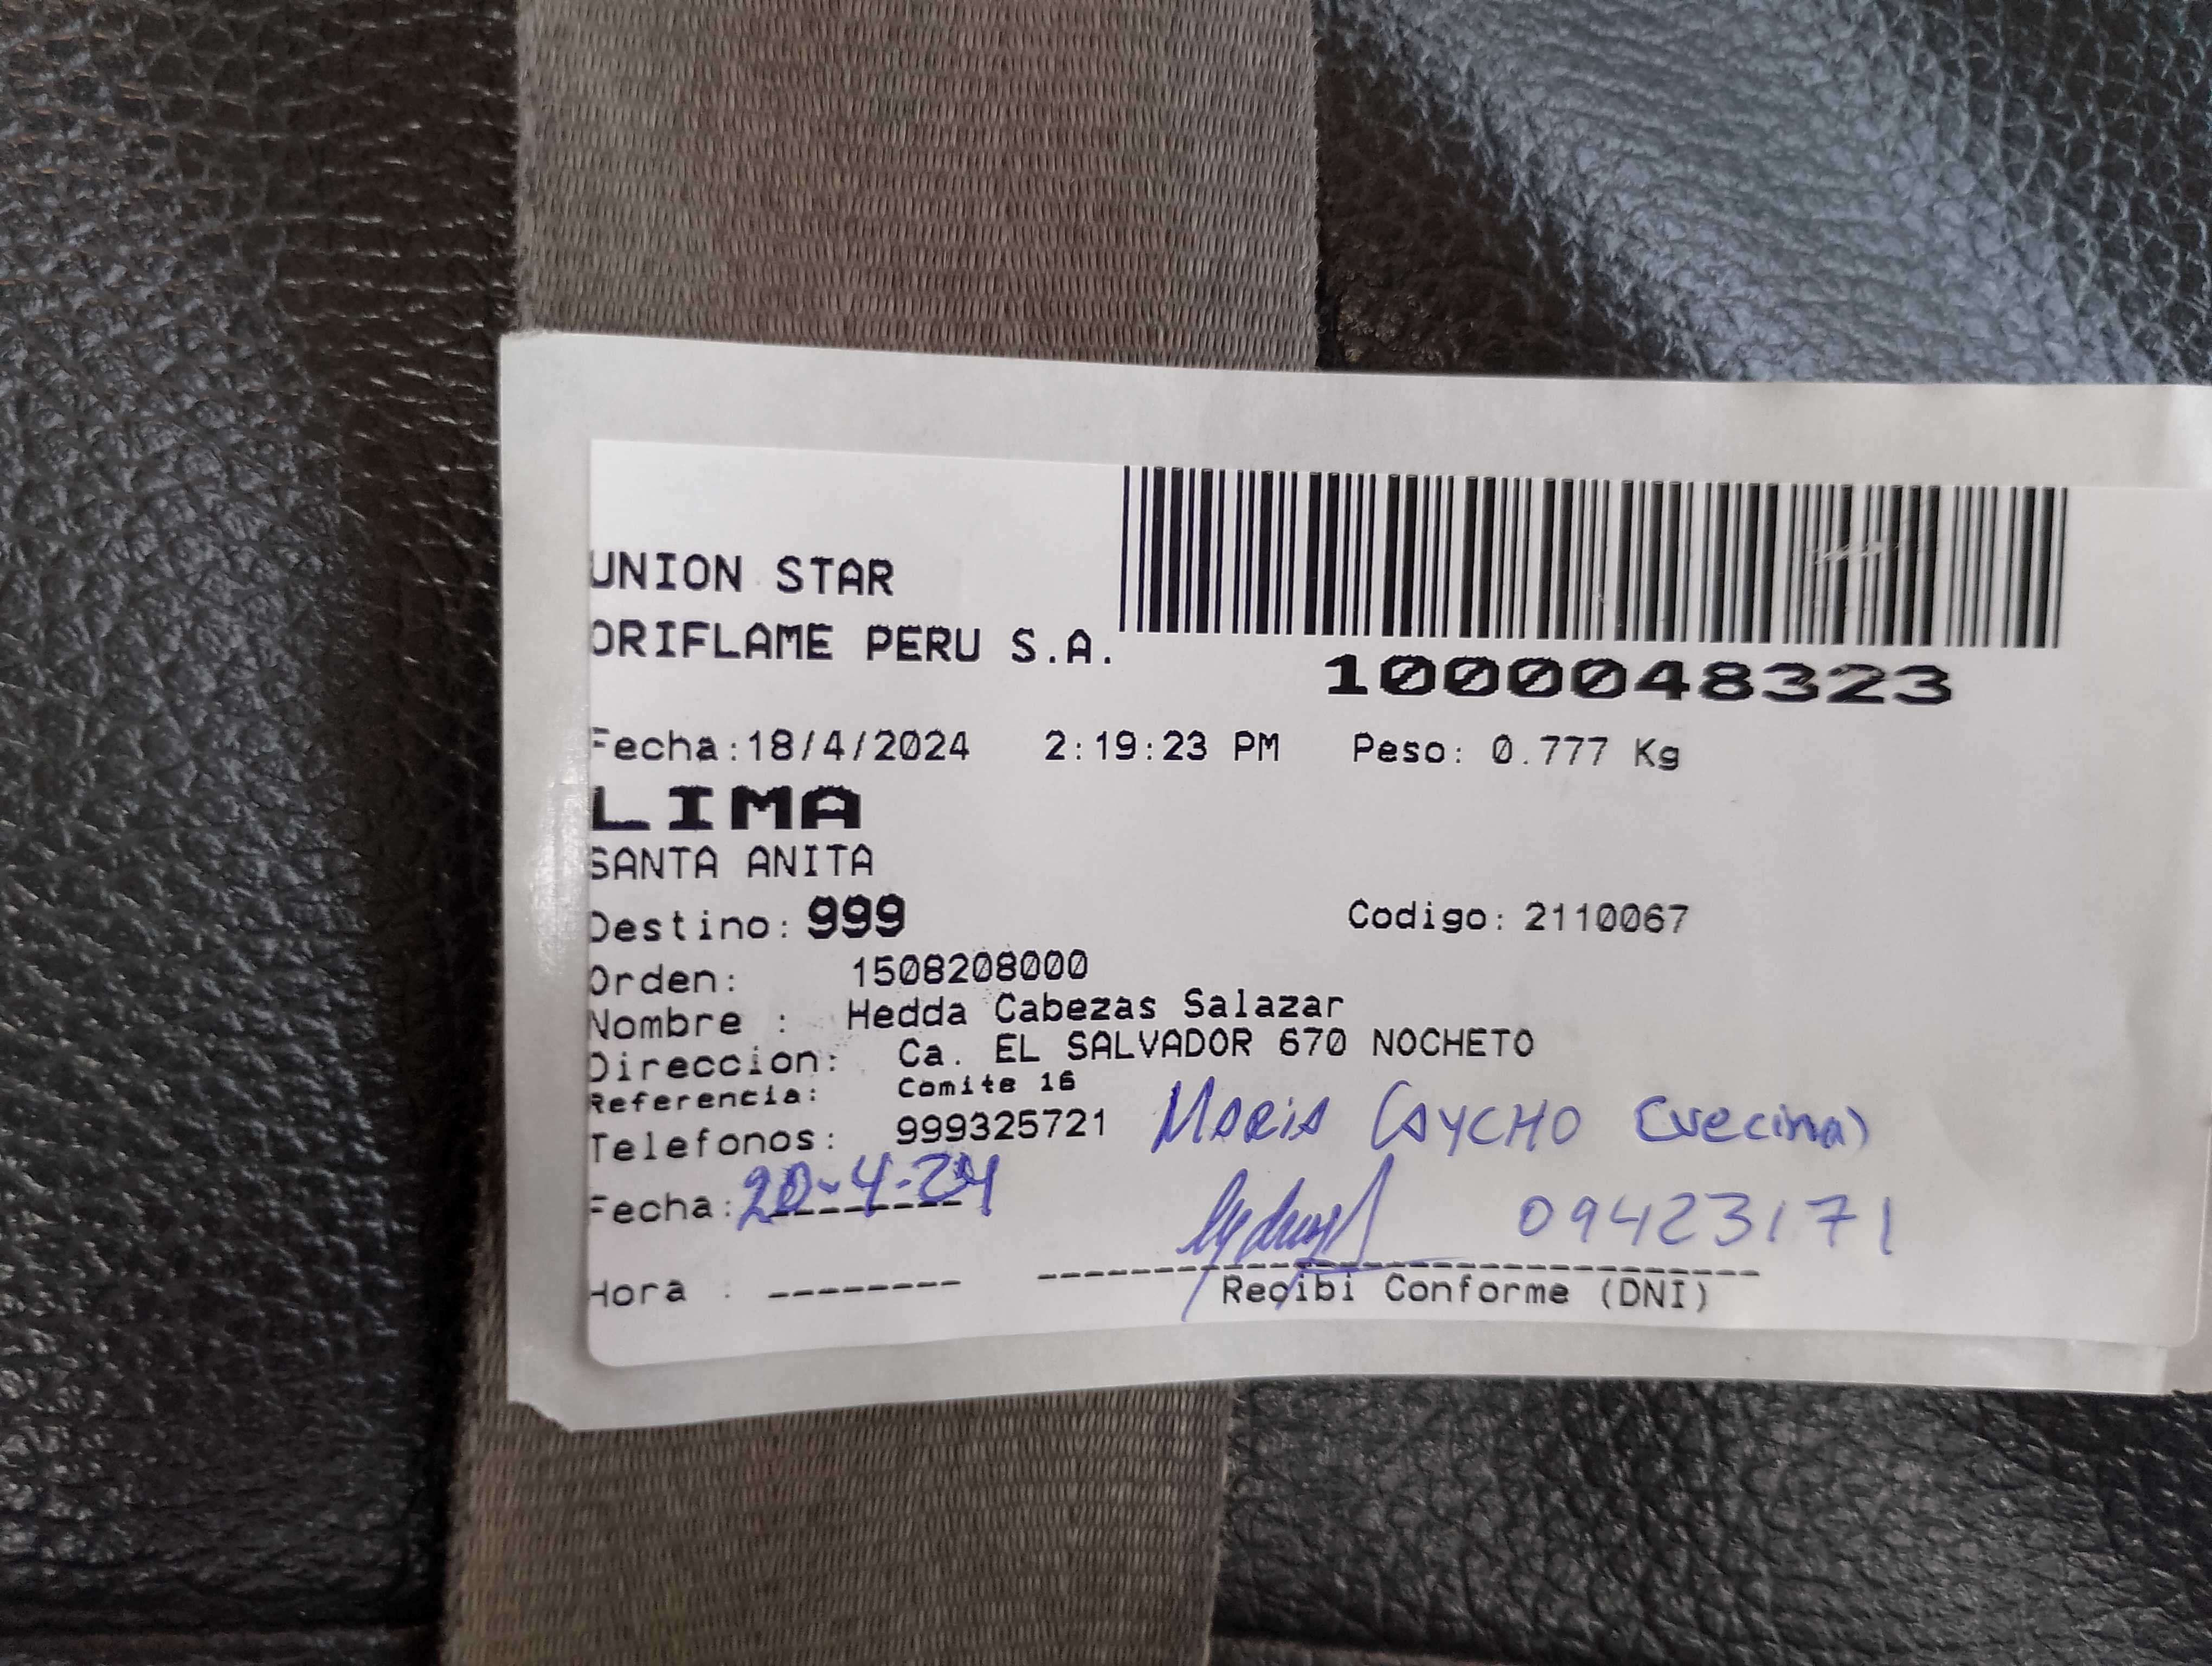 UNION STAR
ORIFLAME PERU S.A.
1000048323
Fecha:18/4/2024 2:19:23 PM Peso: 0.777 Kg
LIMA
SANTA ANITA
Destino: 999 Codigo: 2110067
Orden: 1508208000
Nombre : Hedda Cabezas Salazar
Direccion: Ca. EL SALVADOR 670 NOCHETO
Referencia: Comite 16
Telefonos: 999325721 MARIA CAYCHO (vecina)
Fecha: 20-4-24 09423171
Hora : Recibi Conforme (DNI)